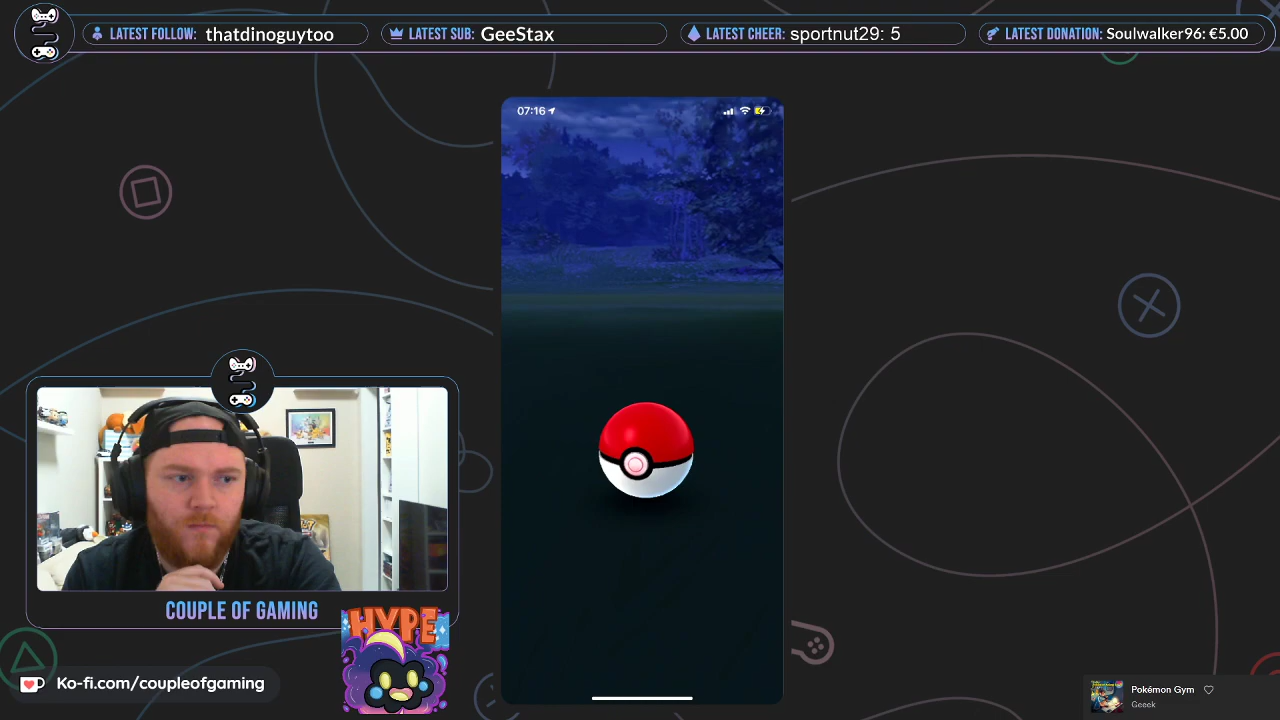 LATEST FOLLOW: thatdinoguytoo
LATEST SUB: GeeStax
LATEST CHEER: sportnut29: 5
LATEST DONATION: Soulwalker96: €5.00
07:16
COUPLE OF GAMING
HYPE
Ko-fi.com/coupleofgaming
Pokémon Gym
Geeek